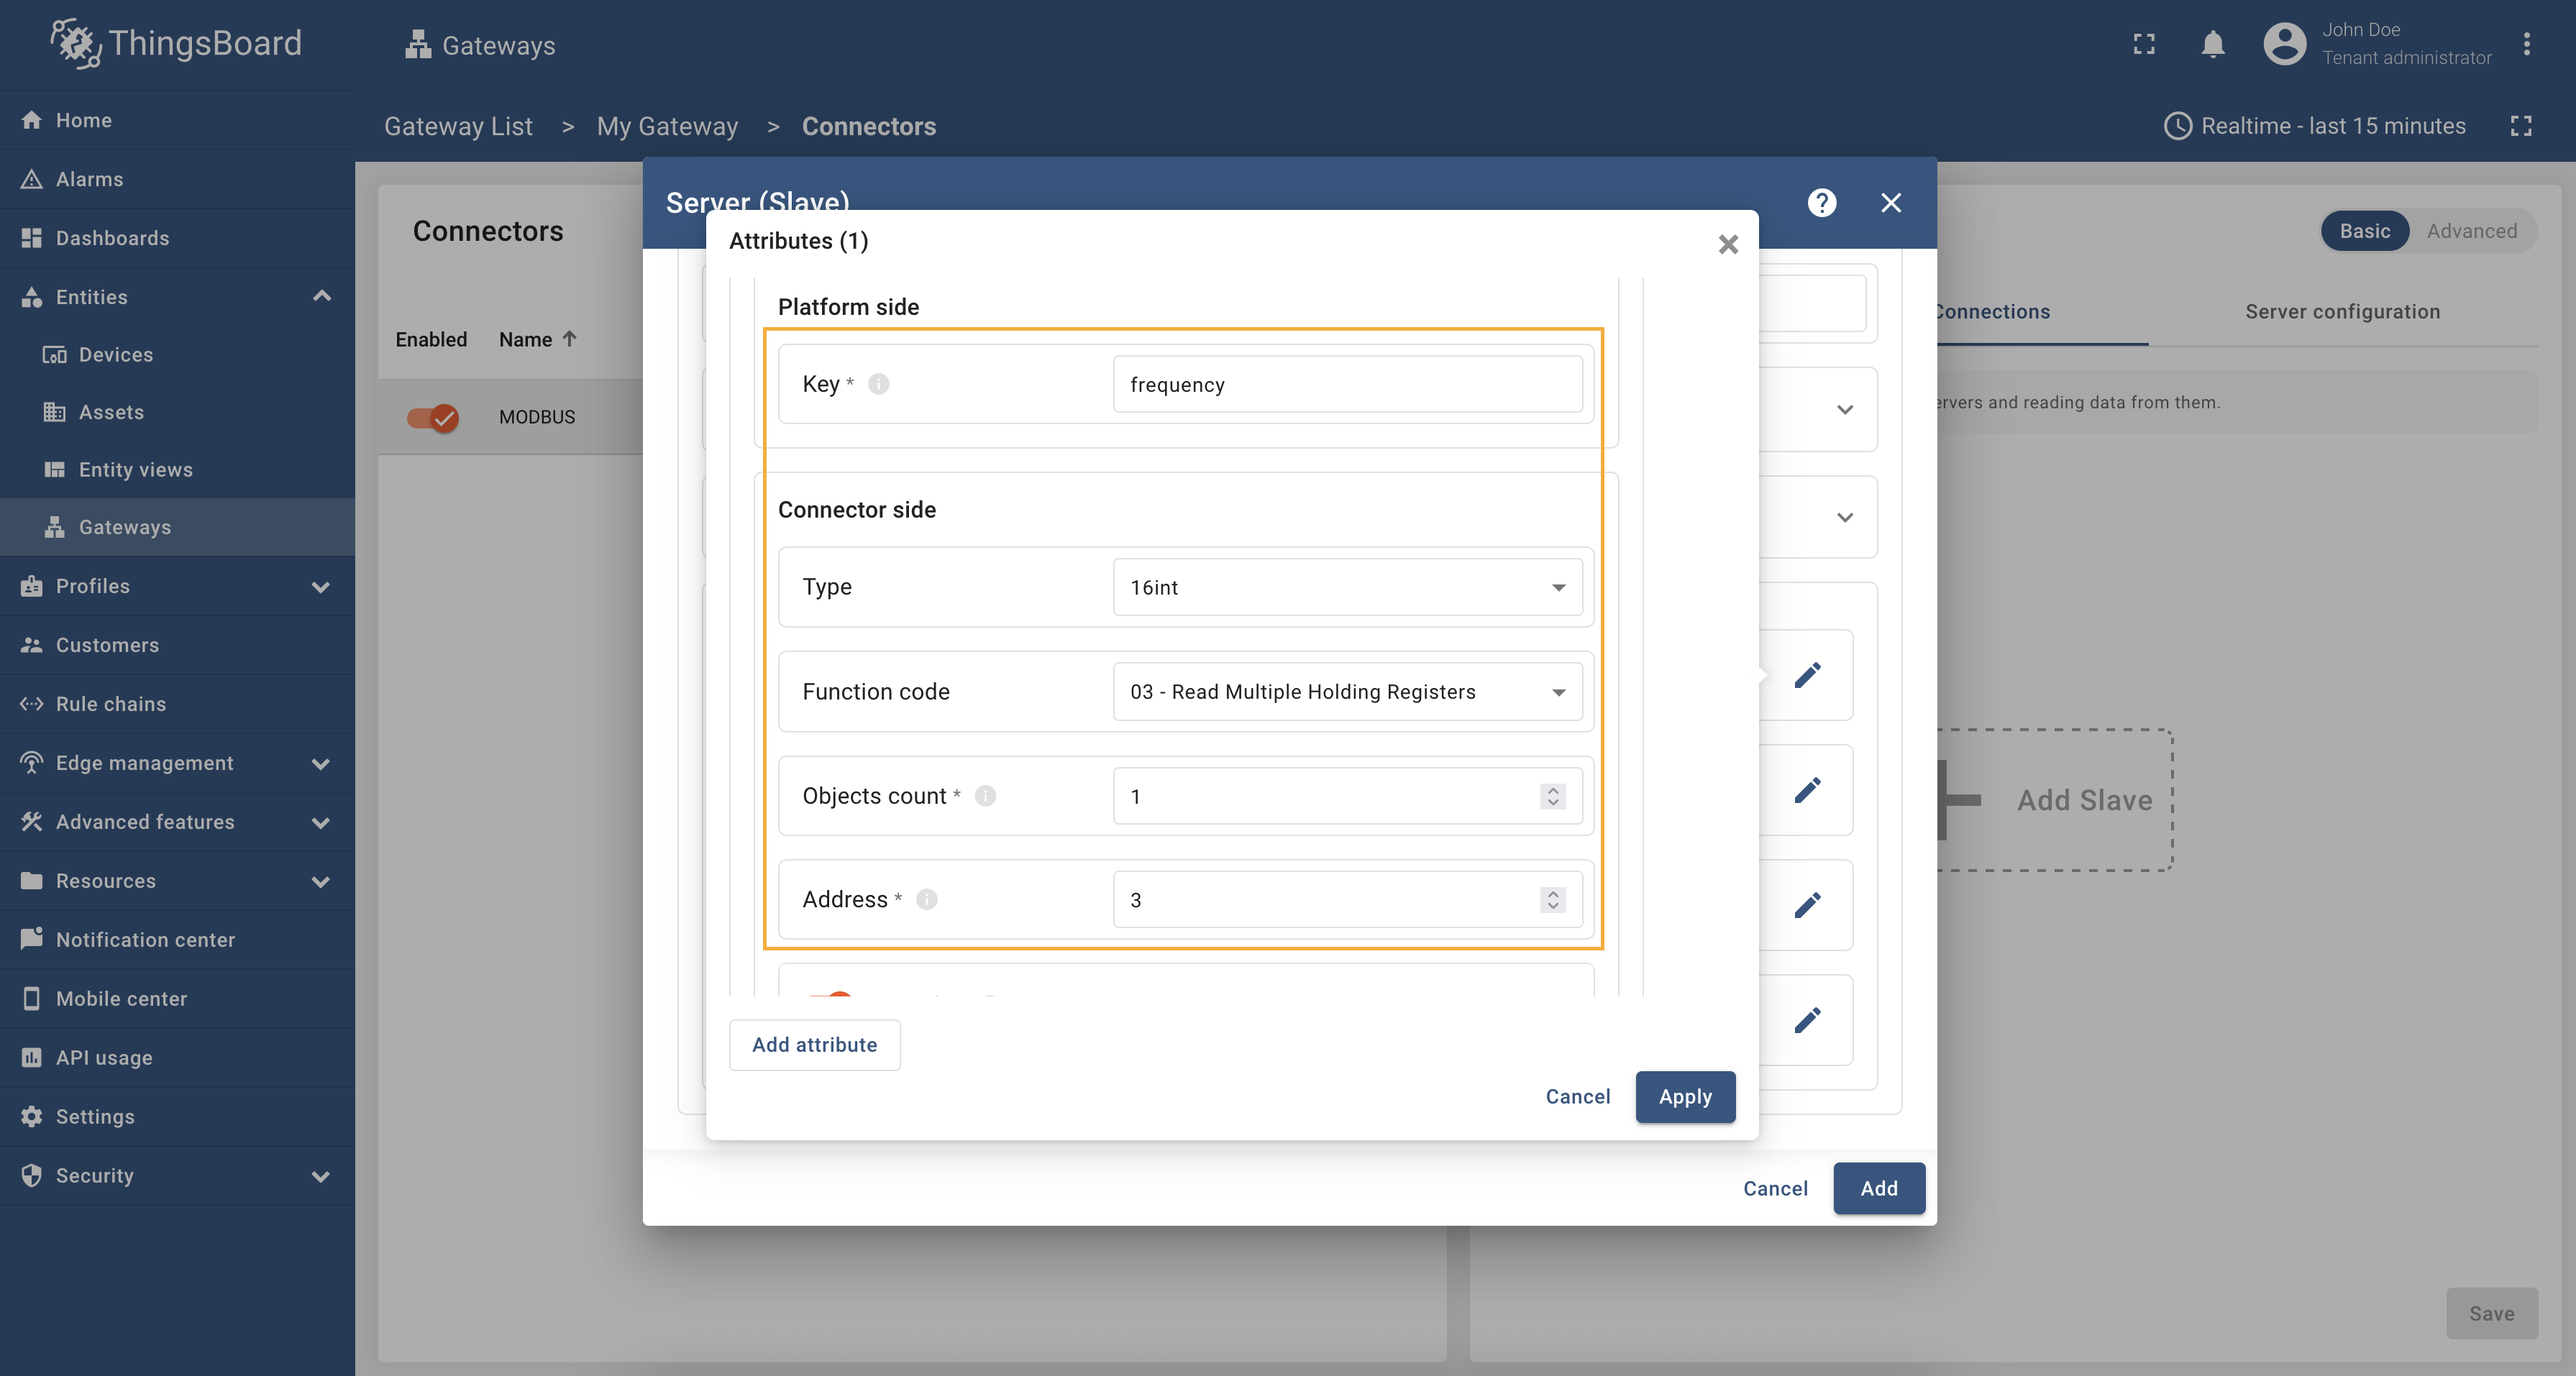 ThingsBoard
Gateways
John Doe
Tenant administrator
Home
Alarms
Dashboards
Entities
Devices
Assets
Entity views
Gateways
Profiles
Customers
Rule chains
Edge management
Advanced features
Resources
Notification center
Mobile center
API usage
Settings
Security
Gateway List > My Gateway > Connectors
Realtime - last 15 minutes
Connectors
Enabled Name
MODBUS
Basic Advanced
Connections Server configuration
ervers and reading data from them.
Add Slave
Save
Server (Slave)
Attributes (1)
Platform side
Key * frequency
Connector side
Type 16int
Function code 03 - Read Multiple Holding Registers
Objects count * 1
Address * 3
Add attribute
Cancel Apply
Cancel Add